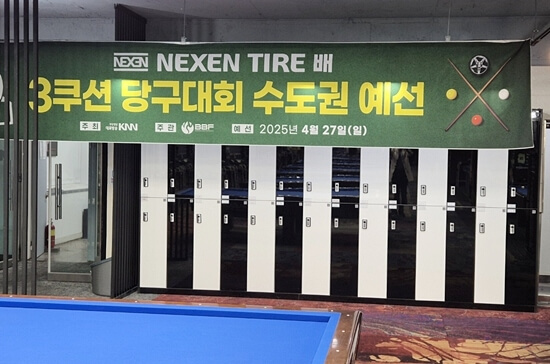 NEXEN NEXEN TIRE 배
3쿠션 당구대회 수도권 예선
주최 KNN 주관 BBF 예선 2025년 4월 27일(일)